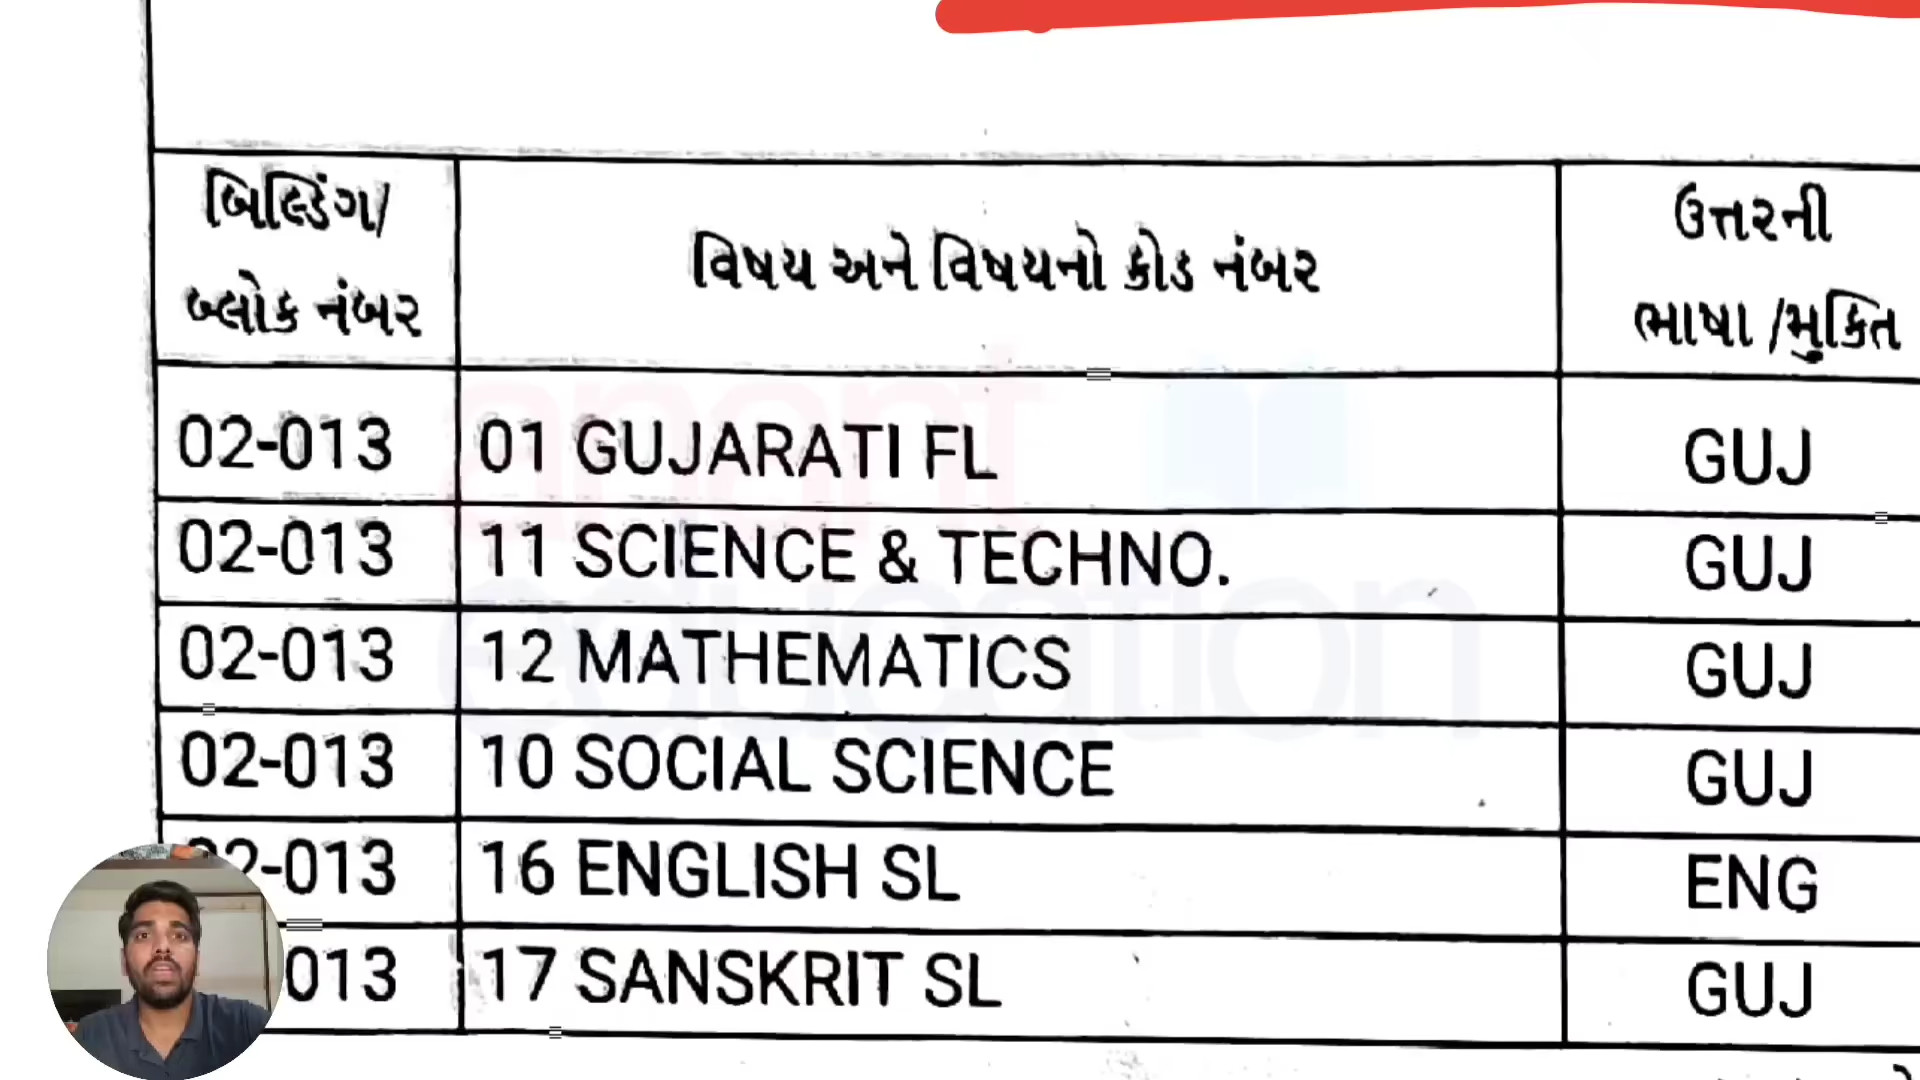 બિલ્ડિંગ/
બ્લોક નંબર
વિષય અને વિષયનો કોડ નંબર
ઉત્તરની
ભાષા /મુક્તિ
02-013 01 GUJARATI FL GUJ
02-013 11 SCIENCE & TECHNO. GUJ
02-013 12 MATHEMATICS GUJ
02-013 10 SOCIAL SCIENCE GUJ
2-013 16 ENGLISH SL ENG
013 17 SANSKRIT SL GUJ
education